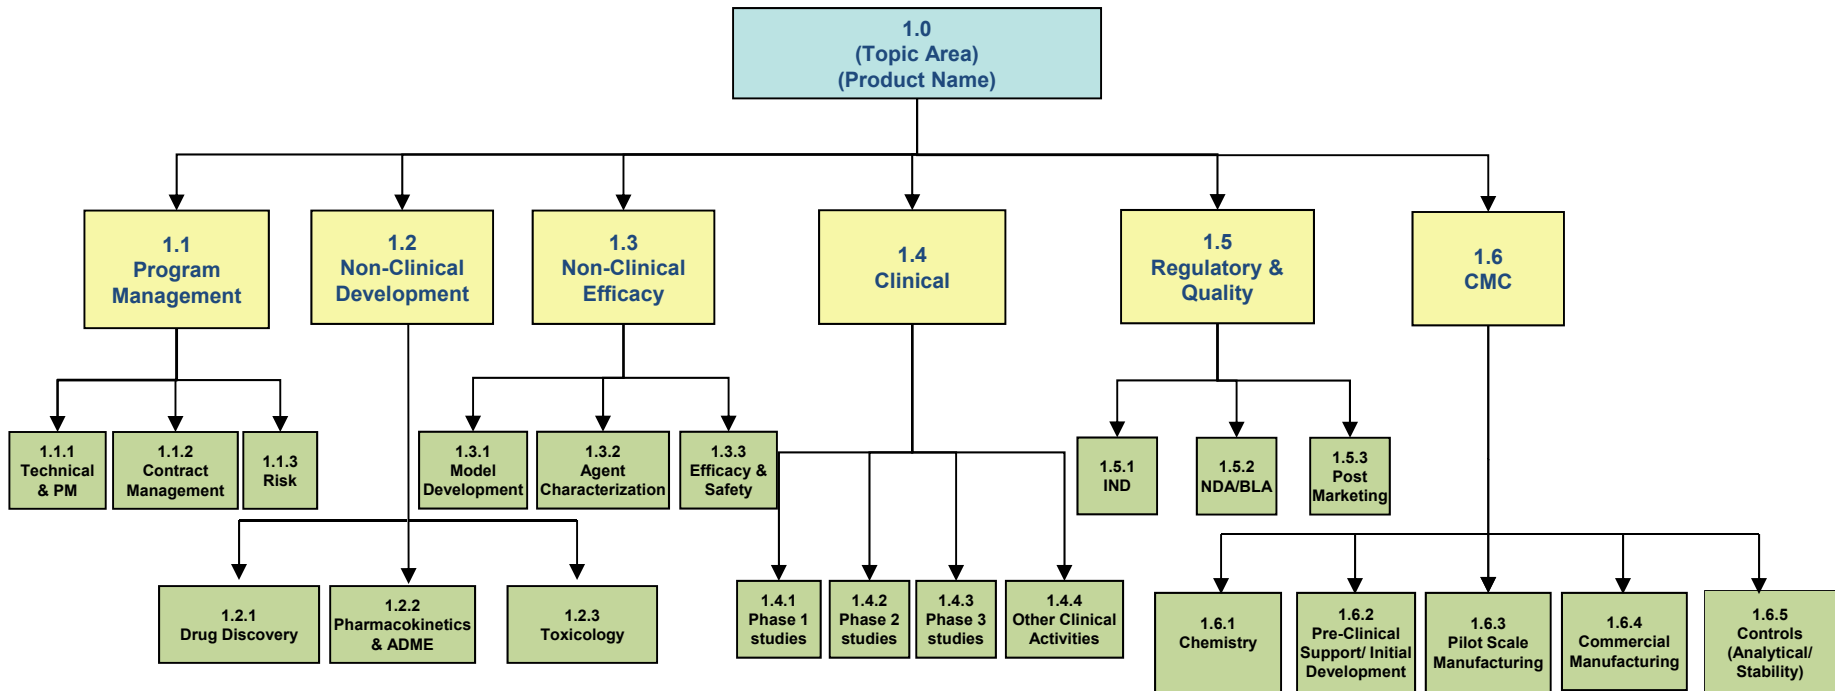 1.0
(Topic Area)
(Product Name)
1.1
Program
Management
1.2
Non-Clinical
Development
1.3
Non-Clinical
Efficacy
1.4
Clinical
1.5
Regulatory &
Quality
1.6
CMC
1.1.1
Technical
& PM
1.1.2
Contract
Management
1.1.3
Risk
1.3.1
Model
Development
1.3.2
Agent
Characterization
1.3.3
Efficacy &
Safety
1.5.1
IND
1.5.2
NDA/BLA
1.5.3
Post
Marketing
1.2.1
Drug Discovery
1.2.2
Pharmacokinetics
& ADME
1.2.3
Toxicology
1.4.1
Phase 1
studies
1.4.2
Phase 2
studies
1.4.3
Phase 3
studies
1.4.4
Other Clinical
Activities
1.6.1
Chemistry
1.6.2
Pre-Clinical
Support/ Initial
Development
1.6.3
Pilot Scale
Manufacturing
1.6.4
Commercial
Manufacturing
1.6.5
Controls
(Analytical/
Stability)